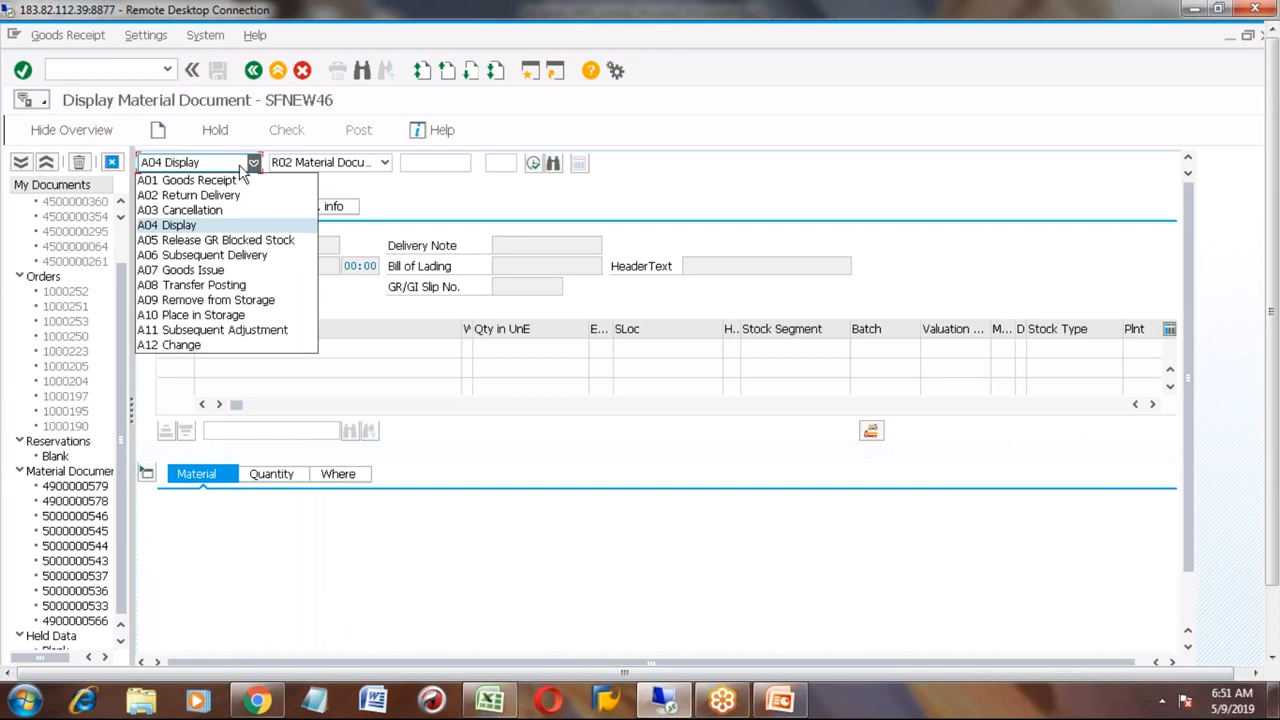 183.82.112.39:8877 - Remote Desktop Connection
Goods Receipt Settings System Help
Display Material Document - SFNEW46
Hide Overview Hold Check Post Help
A04 Display R02 Material Docu...
My Documents
A01 Goods Receipt
A02 Return Delivery
A03 Cancellation
A04 Display
A05 Release GR Blocked Stock
A06 Subsequent Delivery
A07 Goods Issue
A08 Transfer Posting
A09 Remove from Storage
A10 Place in Storage
A11 Subsequent Adjustment
A12 Change
info
Delivery Note
00:00 Bill of Lading HeaderText
GR/GI Slip No.
W Qty in UnE E... SLoc H.. Stock Segment Batch Valuation ... M... D Stock Type Plnt
4500000360
4500000354
4500000295
4500000064
4500000261
Orders
1000252
1000251
1000253
1000250
1000223
1000205
1000204
1000197
1000195
1000190
Reservations
Blank
Material Documer
4900000579
4900000578
5000000546
5000000545
5000000544
5000000543
5000000537
5000000536
5000000533
4900000566
Held Data
Material Quantity Where
6:51 AM
5/9/2019